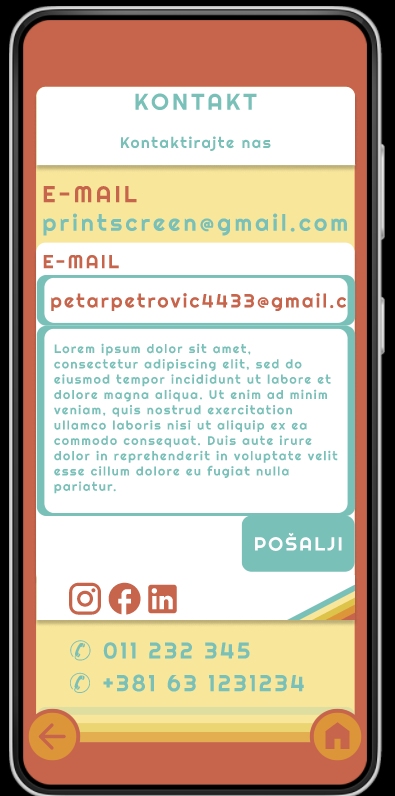 KONTAKT
Kontaktirajte nas
E-MAIL
printscreen@gmail.com
E-MAIL
petarpetrovic4433@gmail.c
Lorem ipsum dolor sit amet,
consectetur adipiscing elit, sed do
eiusmod tempor incididunt ut labore et
dolore magna aliqua. Ut enim ad minim
veniam, quis nostrud exercitation
ullamco laboris nisi ut aliquip ex ea
commodo consequat. Duis aute irure
dolor in reprehenderit in voluptate velit
esse cillum dolore eu fugiat nulla
pariatur.
POŠALJI
✆ 011 232 345
✆ +381 63 1231234